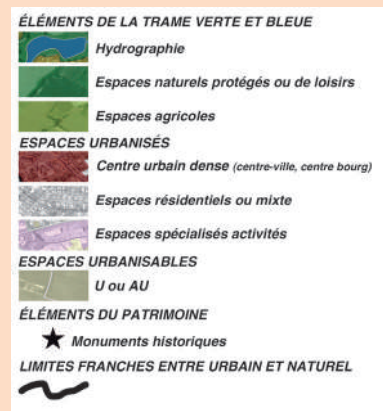 ÉLÉMENTS DE LA TRAME VERTE ET BLEUE
Hydrographie
Espaces naturels protégés ou de loisirs
Espaces agricoles
ESPACES URBANISÉS
Centre urbain dense (centre-ville, centre bourg)
Espaces résidentiels ou mixte
Espaces spécialisés activités
ESPACES URBANISABLES
U ou AU
ÉLÉMENTS DU PATRIMOINE
Monuments historiques
LIMITES FRANCHES ENTRE URBAIN ET NATUREL